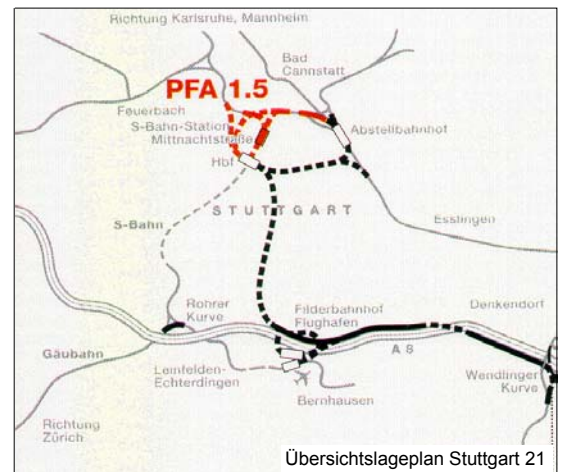 Richtung Karlsruhe, Mannheim
Bad
Cannstatt
PFA 1.5
Feuerbach
S-Bahn-Station
Mittnachtstraße
Abstellbahnhof
Hbf
STUTTGART
S-Bahn
Esslingen
Rohrer
Kurve
Filderbahnhof
Flughafen
Denkendorf
Gäubahn
A8
Leinfelden-
Echterdingen
Wendlinger
Kurve
Bernhausen
Richtung
Zürich
Übersichtslageplan Stuttgart 21